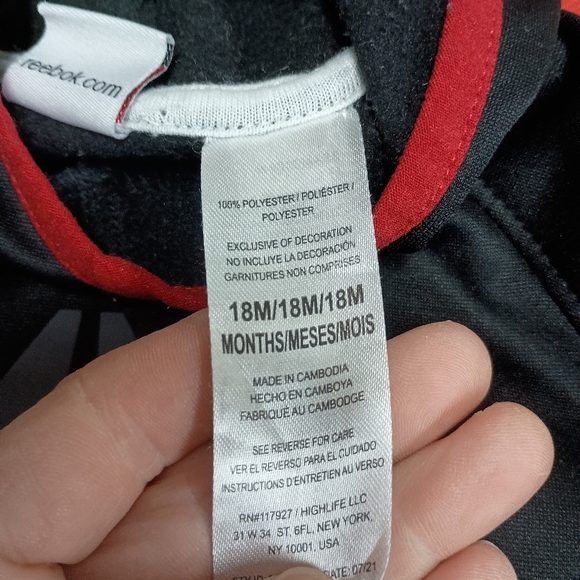 reebok.com
100% POLYESTER / POLIÉSTER /
POLYESTER
EXCLUSIVE OF DECORATION
NO INCLUYE LA DECORACIÓN
GARNITURES NON COMPRISES
18M/18M/18M
MONTHS/MESES/MOIS
MADE IN CAMBODIA
HECHO EN CAMBOYA
FABRIQUÉ AU CAMBODGE
SEE REVERSE FOR CARE
VER EL REVERSO PARA EL CUIDADO
INSTRUCTIONS D'ENTRETIEN AU VERSO
RN#117927 / HIGHLIFE LLC
31 W 34 ST, 6FL, NEW YORK,
NY 10001, USA
DATE: 07/21